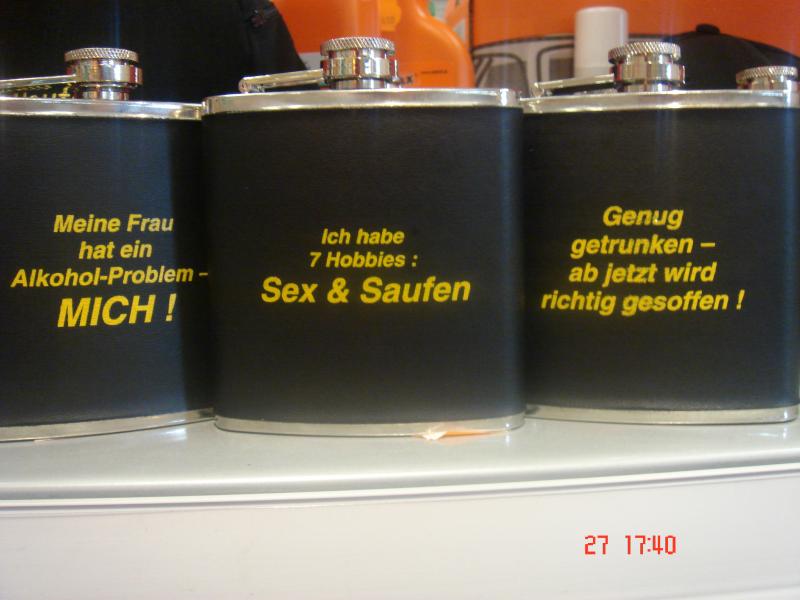 Meine Frau
hat ein
Alkohol-Problem –
MICH !
Ich habe
7 Hobbies :
Sex & Saufen
Genug
getrunken –
ab jetzt wird
richtig gesoffen !
27 17:40